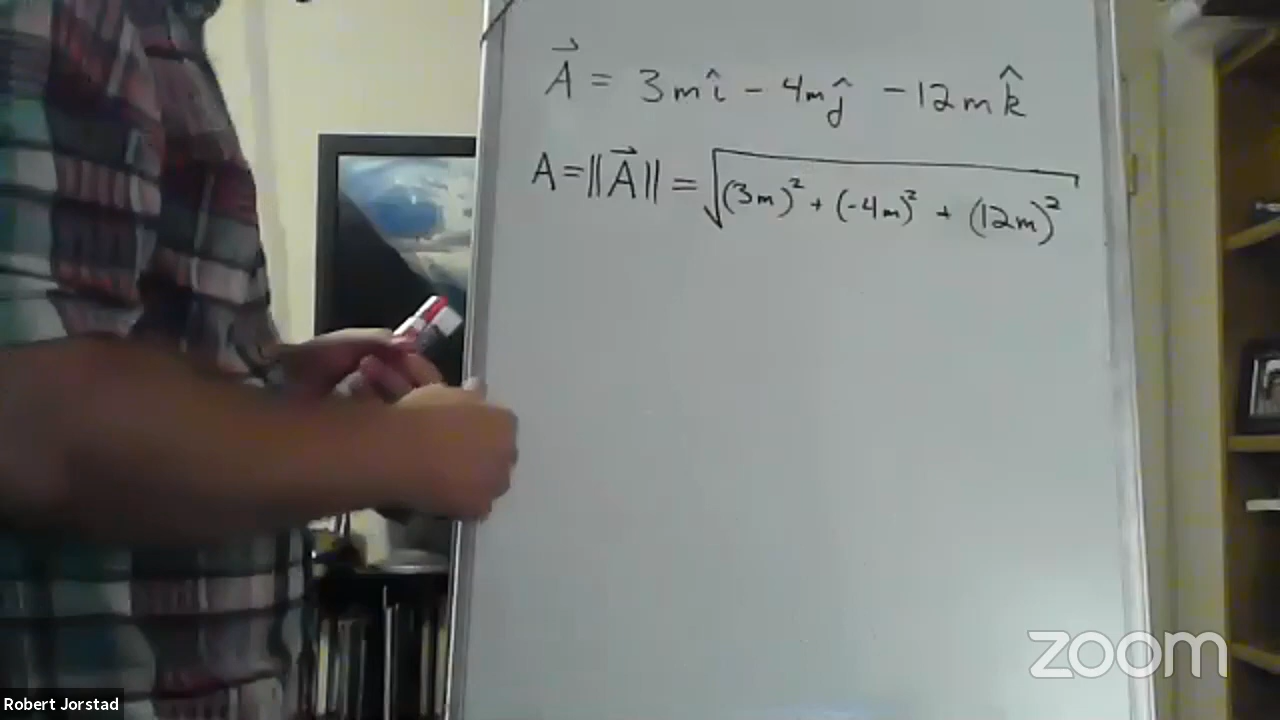 A⃗ = 3m î - 4m ĵ - 12m k̂
A = ||A⃗|| = √((3m)² + (-4m)² + (12m)²)
zoom
Robert Jorstad